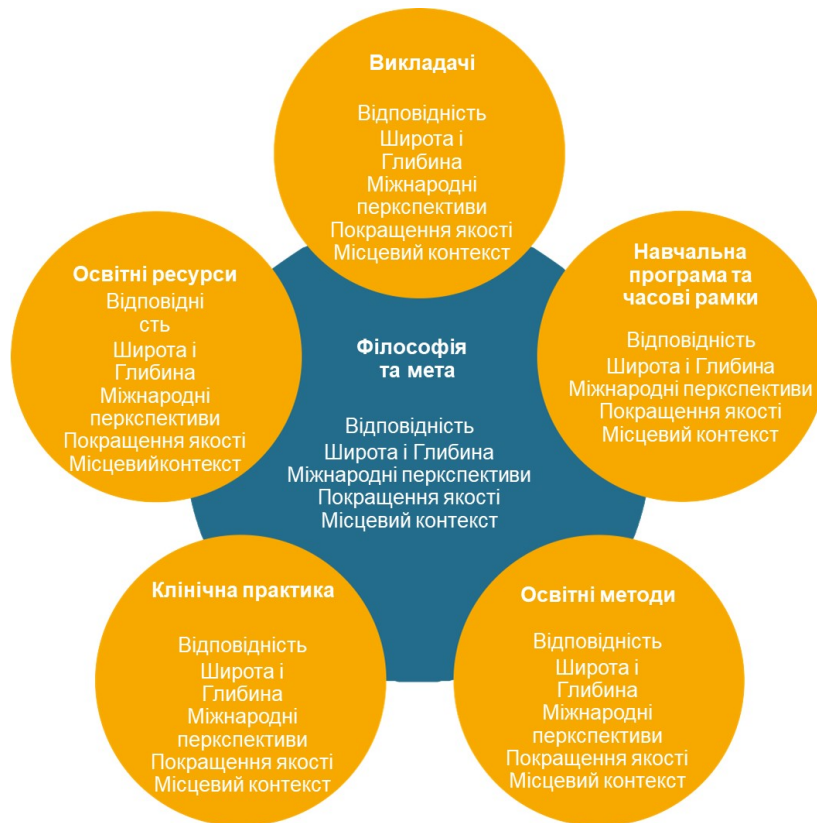 Викладачі
Відповідність
Широта і
Глибина
Міжнародні
перкспективи
Покращення якості
Місцевий контекст
Освітні ресурси
Відповідні
сть
Широта і
Глибина
Міжнародні
перкспективи
Покращення якості
Місцевийконтекст
Філософія
та мета
Відповідність
Широта і Глибина
Міжнародні перкспективи
Покращення якості
Місцевий контекст
Навчальна
програма та
часові рамки
Відповідність
Широта і Глибина
Міжнародні перкспективи
Покращення якості
Місцевий контекст
Клінічна практика
Відповідність
Широта і
Глибина
Міжнародні
перкспективи
Покращення якості
Місцевий контекст
Освітні методи
Відповідність
Широта і
Глибина
Міжнародні
перкспективи
Покращення якості
Місцевий контекст